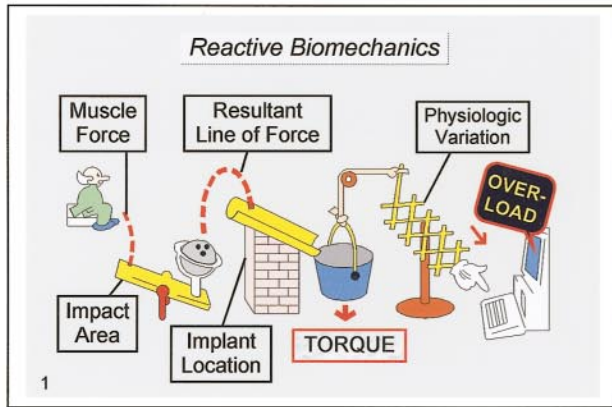 Reactive Biomechanics
Muscle
Force
Resultant
Line of Force
Physiologic
Variation
OVER-
LOAD
Impact
Area
Implant
Location
TORQUE
1